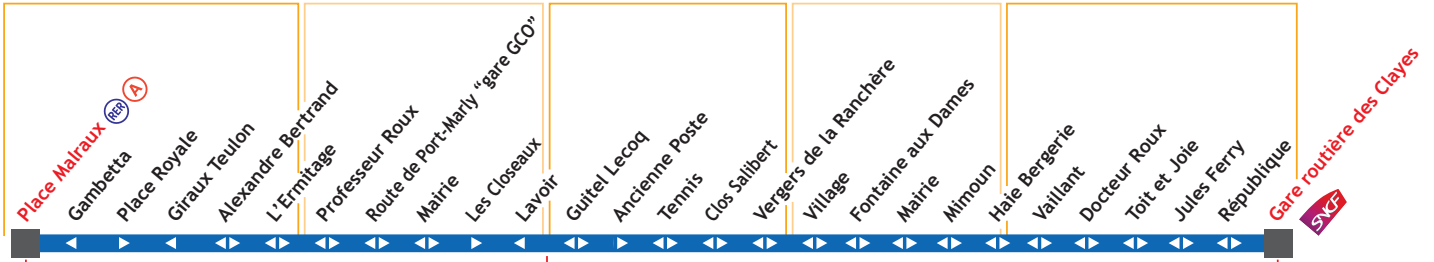 Place Malraux RER A
Gambetta
Place Royale
Giraux Teulon
Alexandre Bertrand
L'Ermitage
Professeur Roux
Route de Port-Marly “gare GCO”
Mairie
Les Closeaux
Lavoir
Guitel Lecoq
Ancienne Poste
Tennis
Clos Salibert
Vergers de la Ranchère
Village
Fontaine aux Dames
Mairie
Mimoun
Haie Bergerie
Vaillant
Docteur Roux
Toit et Joie
Jules Ferry
République
Gare routière des Clayes
SNCF